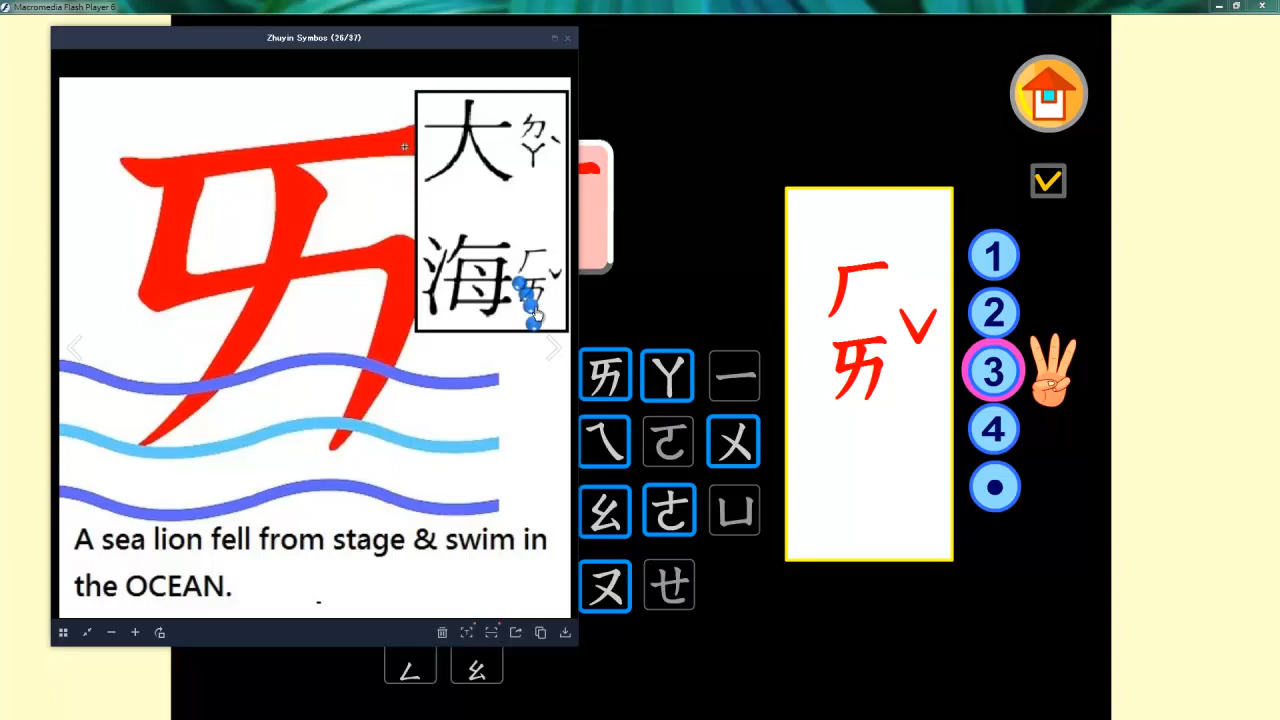 Macromedia Flash Player 6
Zhuyin Symbos (26/37)
ㄞ
大 ㄉㄚˋ
海 ㄏㄞˇ
A sea lion fell from stage & swim in
the OCEAN.
ㄞ ㄚ ㄧ
ㄟ ㄛ ㄨ
ㄠ ㄜ ㄩ
ㄡ ㄝ
ㄥ ㄠ
ㄏㄞˇ
1
2
3
4